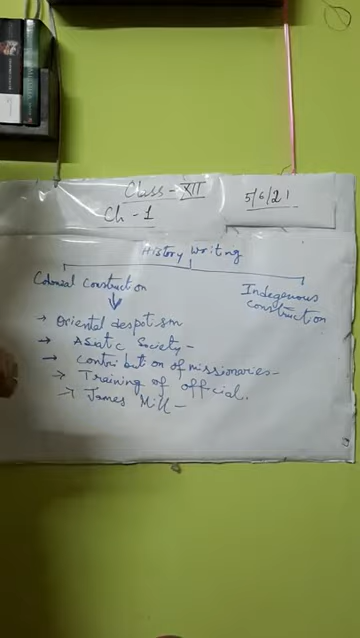 Class - XII
5/6/21
Ch - 1
History Writing
Colonial Construction
Indegenous
Construction
→ Oriental despotism
→ Asiatic Society -
→ Contribution of missionaries -
→ Training of official.
→ James Mill -